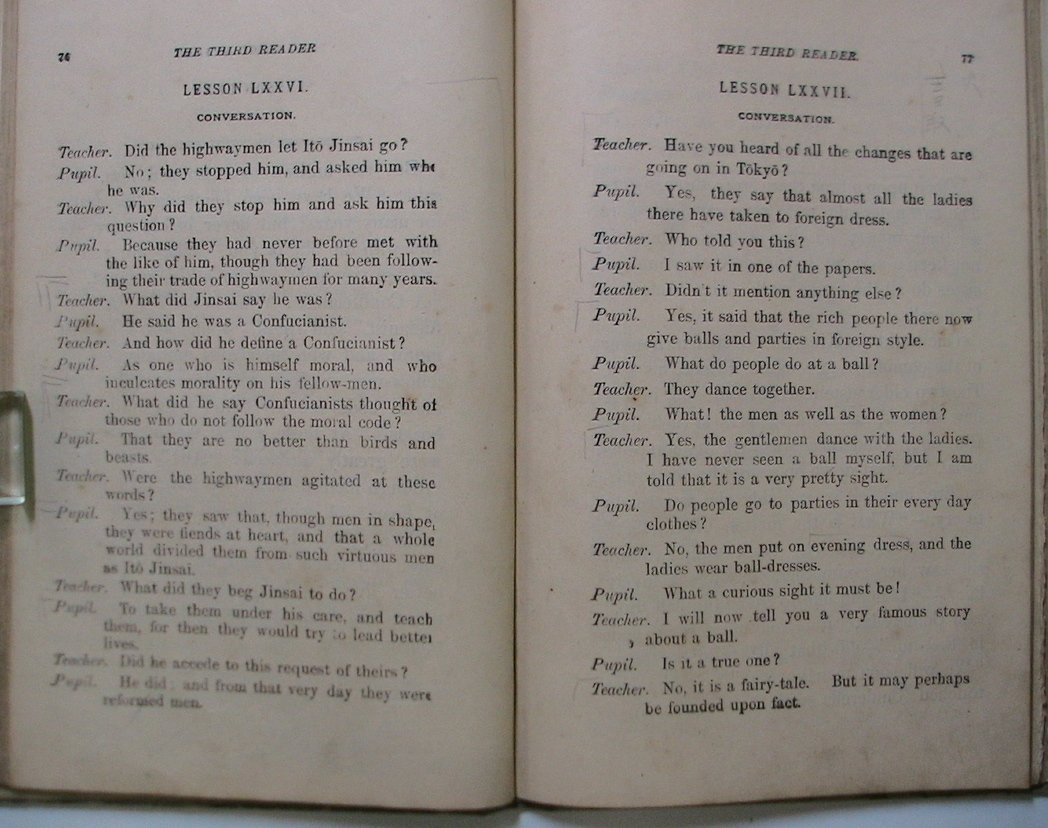 76
THE THIRD READER
LESSON LXXVI.
CONVERSATION.
Teacher. Did the highwaymen let Itō Jinsai go?
Pupil. No; they stopped him, and asked him who
he was.
Teacher. Why did they stop him and ask him this
question?
Pupil. Because they had never before met with
the like of him, though they had been follow-
ing their trade of highwaymen for many years.
Teacher. What did Jinsai say he was?
Pupil. He said he was a Confucianist.
Teacher. And how did he define a Confucianist?
Pupil. As one who is himself moral, and who
inculcates morality on his fellow-men.
Teacher. What did he say Confucianists thought of
those who do not follow the moral code?
Pupil. That they are no better than birds and
beasts.
Teacher. Were the highwaymen agitated at these
words?
Pupil. Yes; they saw that, though men in shape,
they were fiends at heart, and that a whole
world divided them from such virtuous men
as Itō Jinsai.
Teacher. What did they beg Jinsai to do?
Pupil. To take them under his care, and teach
them, for then they would try to lead better
lives.
Teacher. Did he accede to this request of theirs?
Pupil. He did; and from that very day they were
reformed men.
THE THIRD READER.
77
LESSON LXXVII.
CONVERSATION.
Teacher. Have you heard of all the changes that are
going on in Tōkyō?
Pupil. Yes, they say that almost all the ladies
there have taken to foreign dress.
Teacher. Who told you this?
Pupil. I saw it in one of the papers.
Teacher. Didn't it mention anything else?
Pupil. Yes, it said that the rich people there now
give balls and parties in foreign style.
Pupil. What do people do at a ball?
Teacher. They dance together.
Pupil. What! the men as well as the women?
Teacher. Yes, the gentlemen dance with the ladies.
I have never seen a ball myself, but I am
told that it is a very pretty sight.
Pupil. Do people go to parties in their every day
clothes?
Teacher. No, the men put on evening dress, and the
ladies wear ball-dresses.
Pupil. What a curious sight it must be!
Teacher. I will now tell you a very famous story
about a ball.
Pupil. Is it a true one?
Teacher. No, it is a fairy-tale. But it may perhaps
be founded upon fact.